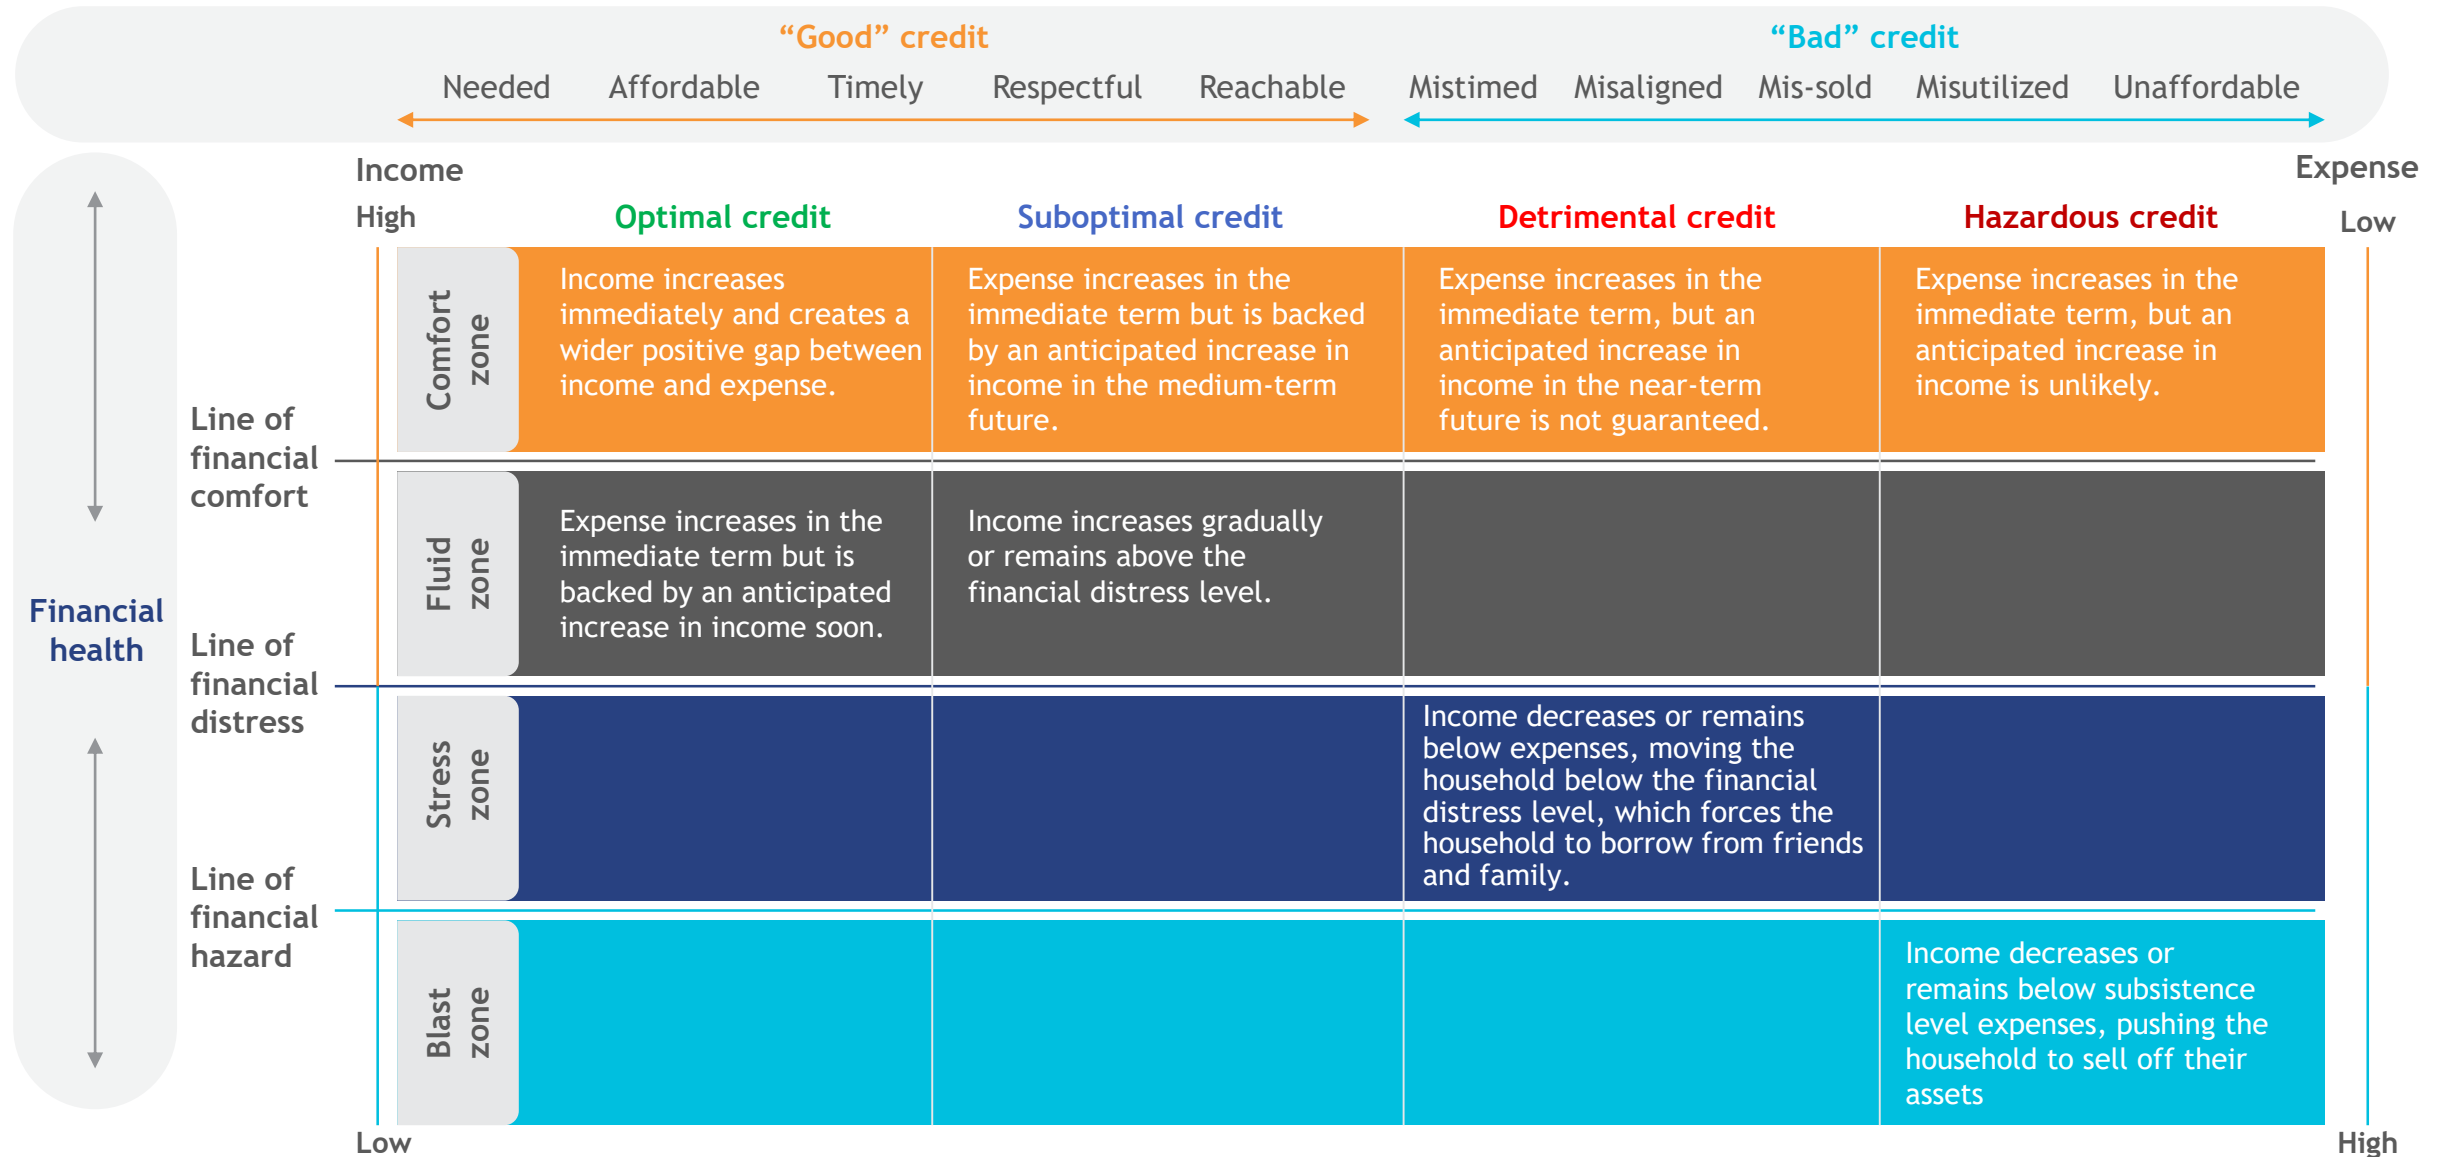 “Good” credit
“Bad” credit
Needed Affordable Timely Respectful Reachable
Mistimed Misaligned Mis-sold Misutilized Unaffordable
Income
Expense
High
Optimal credit
Suboptimal credit
Detrimental credit
Hazardous credit
Low
Comfort
zone
Income increases
immediately and creates a
wider positive gap between
income and expense.
Expense increases in the
immediate term but is backed
by an anticipated increase in
income in the medium-term
future.
Expense increases in the
immediate term, but an
anticipated increase in
income in the near-term
future is not guaranteed.
Expense increases in the
immediate term, but an
anticipated increase in
income is unlikely.
Line of
financial
comfort
Fluid
zone
Expense increases in the
immediate term but is
backed by an anticipated
increase in income soon.
Income increases gradually
or remains above the
financial distress level.
Financial
health
Line of
financial
distress
Stress
zone
Income decreases or remains
below expenses, moving the
household below the financial
distress level, which forces the
household to borrow from friends
and family.
Line of
financial
hazard
Blast
zone
Income decreases or
remains below subsistence
level expenses, pushing the
household to sell off their
assets
Low
High